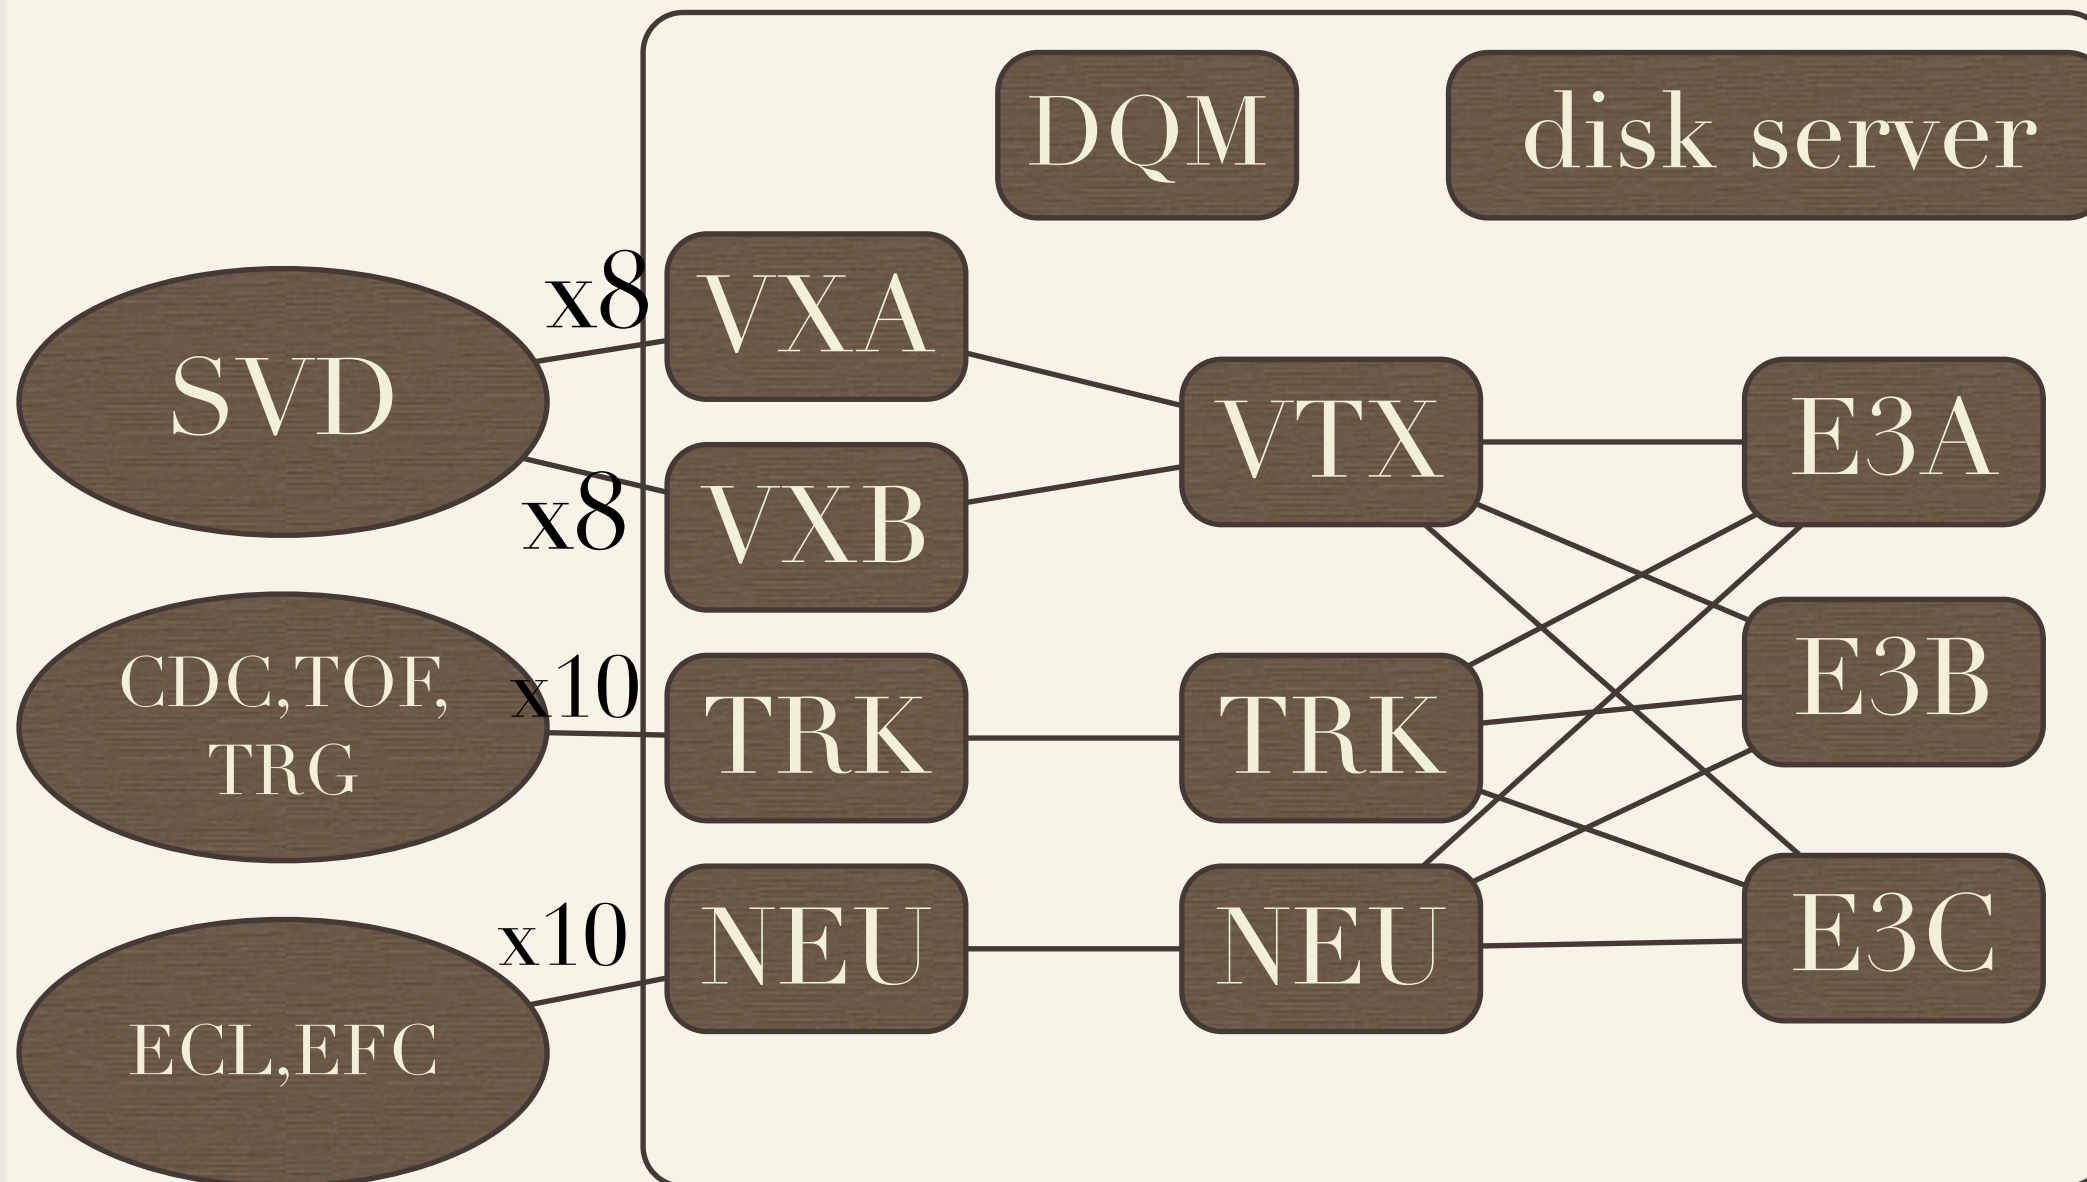 DQM
disk server
x8
VXA
SVD
VTX
E3A
x8
VXB
CDC,TOF,
TRG
x10
TRK
TRK
E3B
x10
NEU
NEU
E3C
ECL,EFC